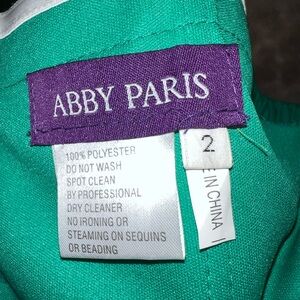 ABBY PARIS
2
100% POLYESTER
DO NOT WASH
SPOT CLEAN
BY PROFESSIONAL
DRY CLEANER
NO IRONING OR
STEAMING ON SEQUINS
OR BEADING
IN CHINA